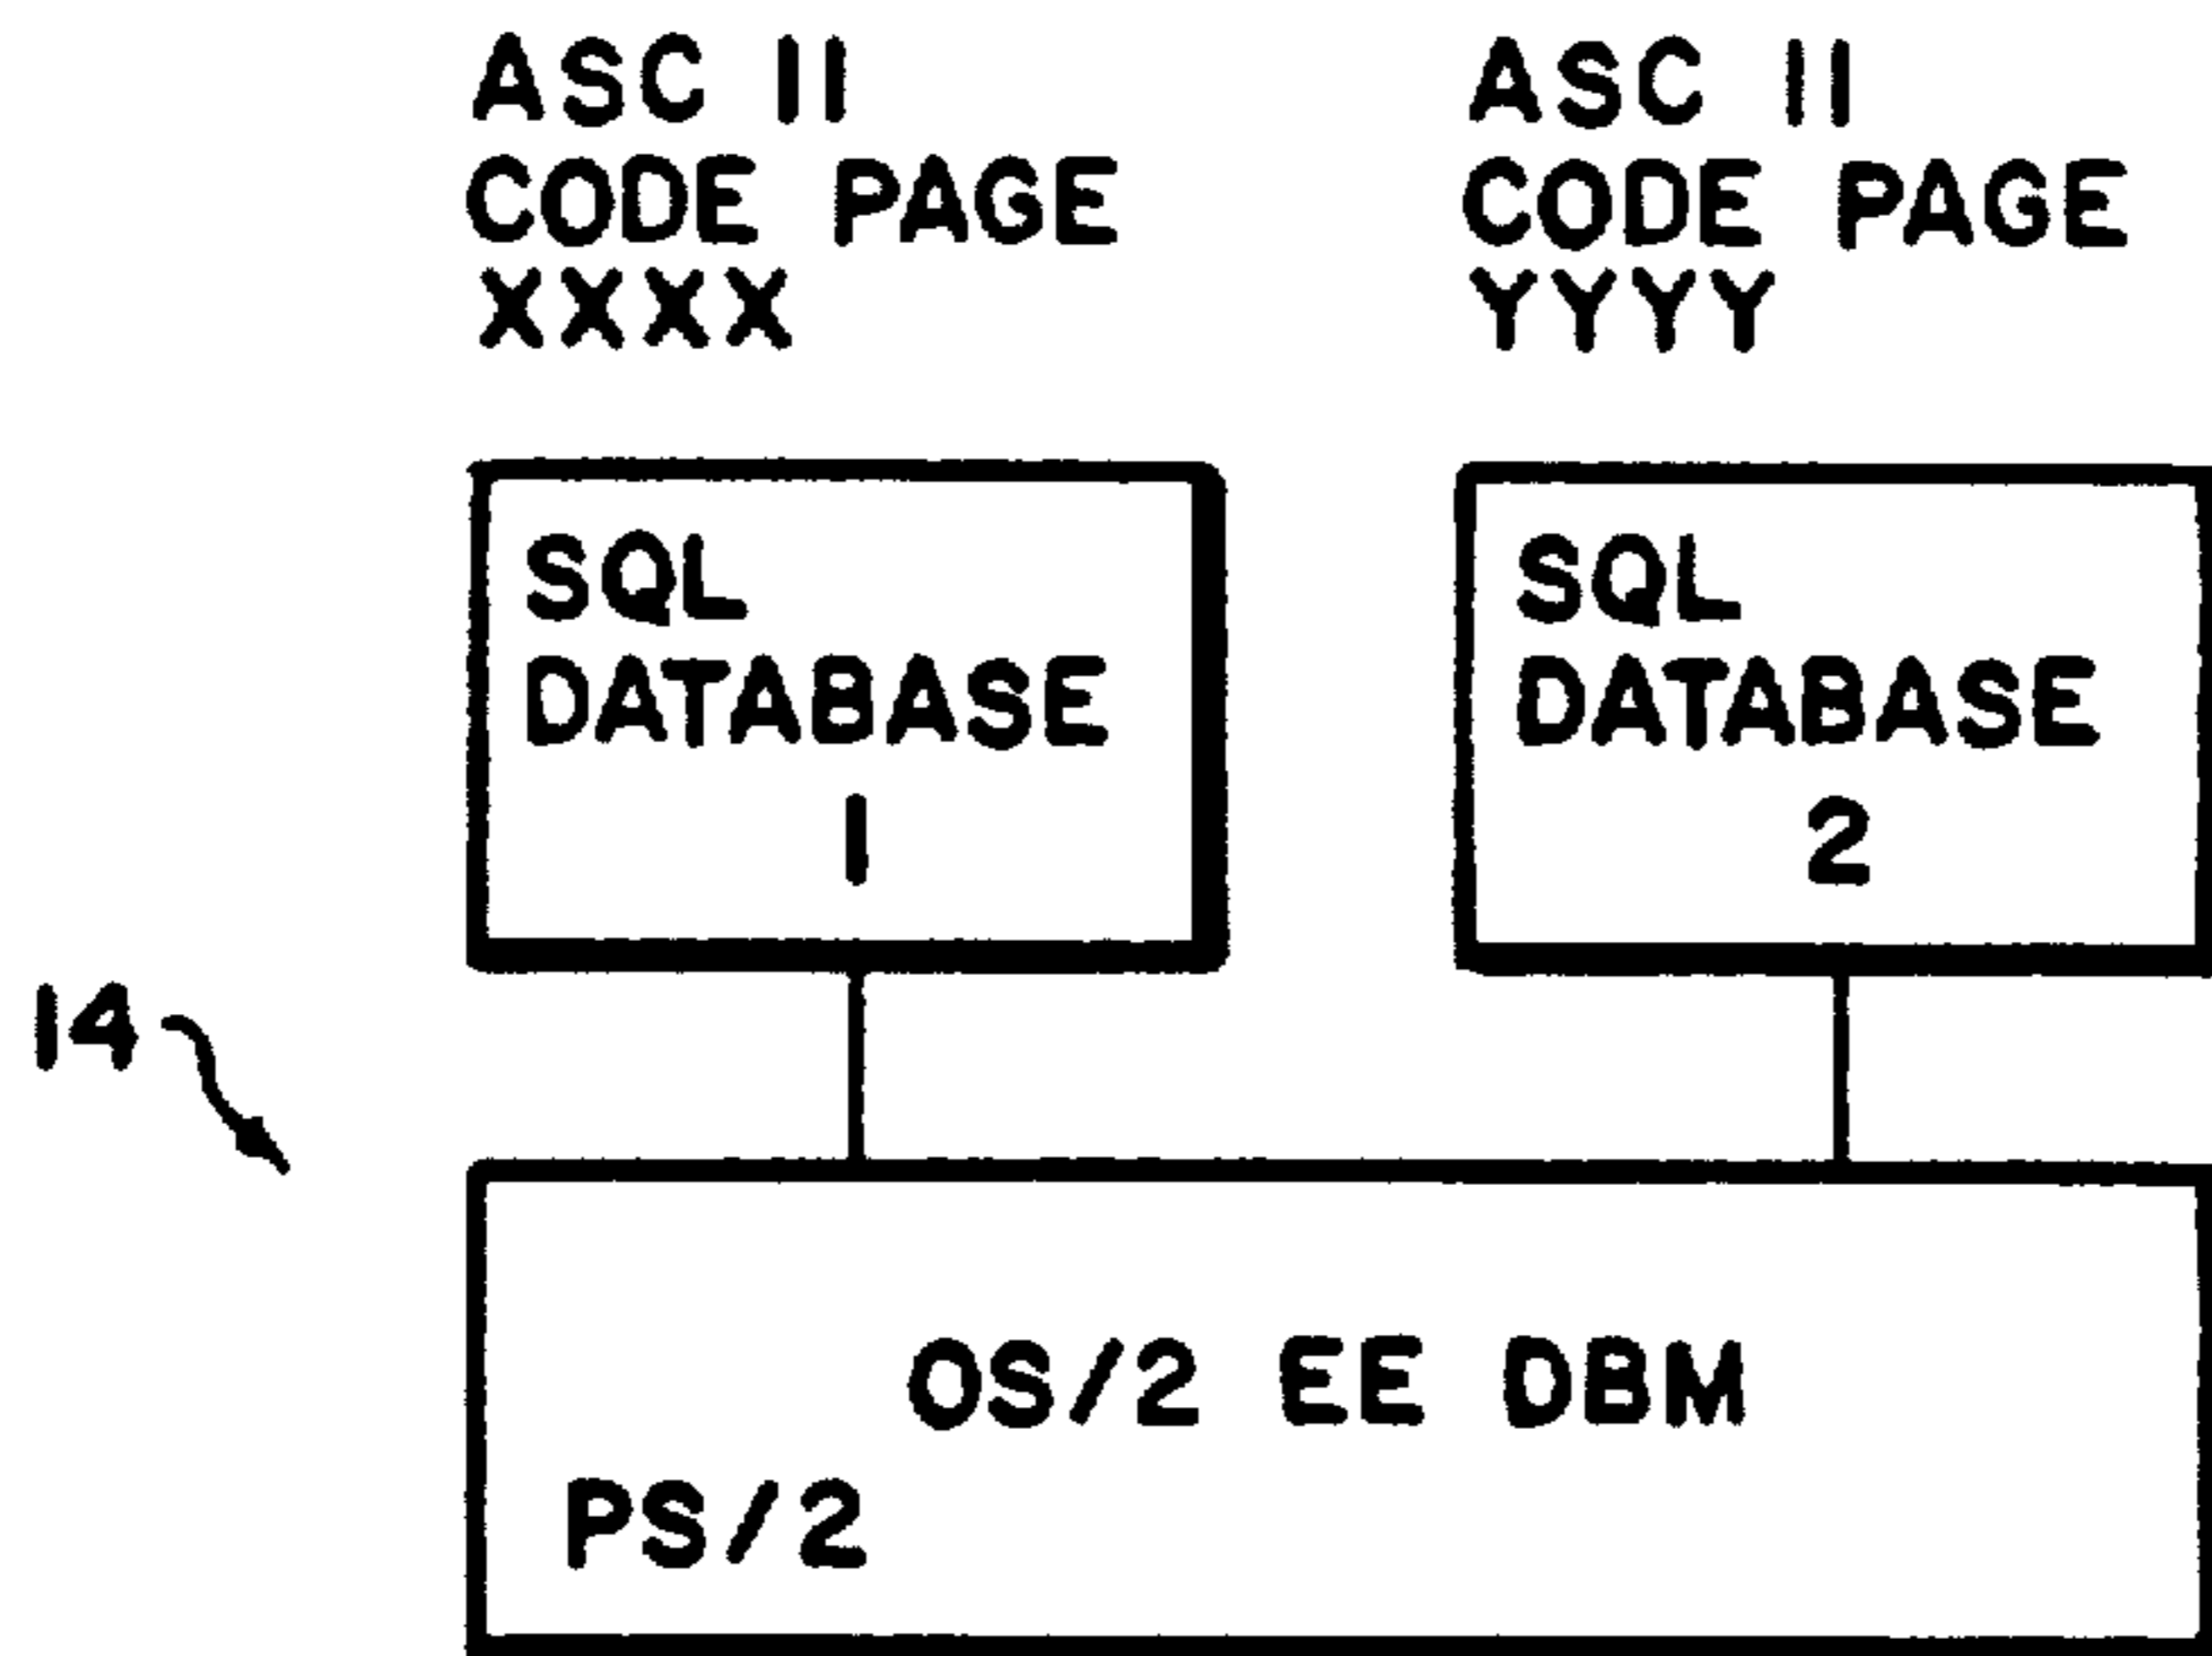 ASC II
CODE PAGE
XXXX
ASC II
CODE PAGE
YYYY
SQL
DATABASE
1
SQL
DATABASE
2
14
OS/2 EE DBM
PS/2